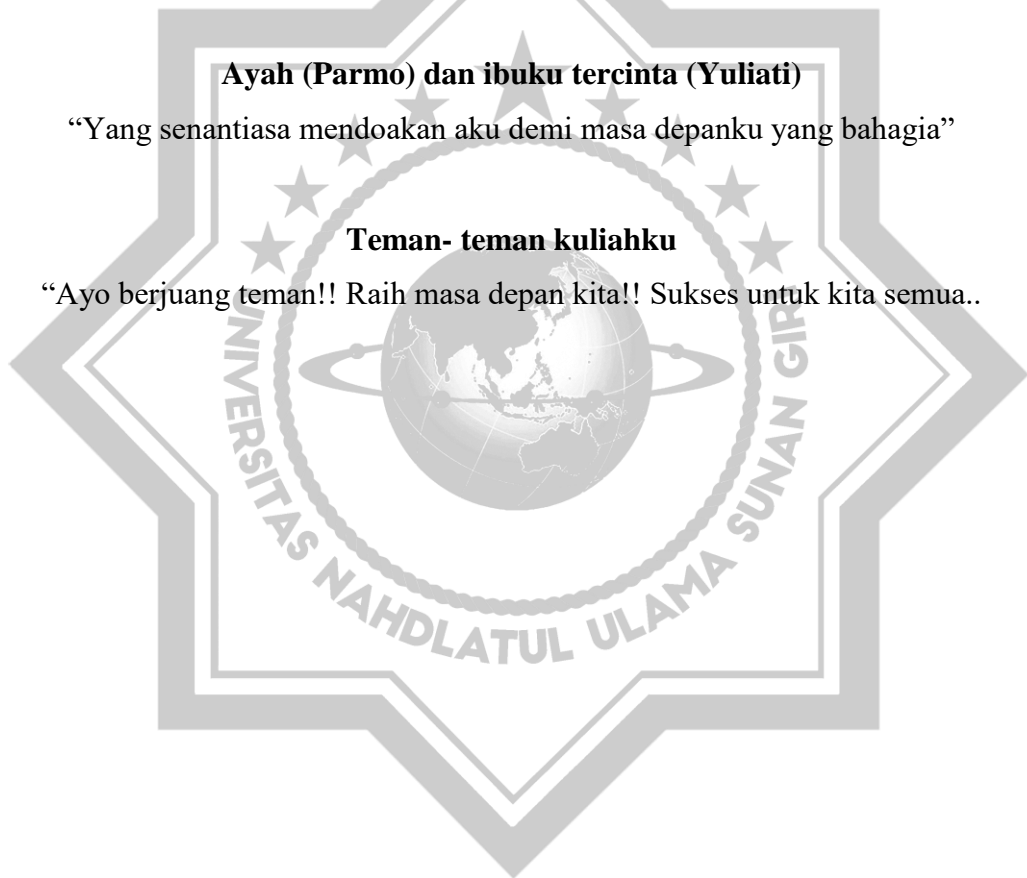 Ayah (Parmo) dan ibuku tercinta (Yuliati)
“Yang senantiasa mendoakan aku demi masa depanku yang bahagia”
Teman- teman kuliahku
“Ayo berjuang teman!! Raih masa depan kita!! Sukses untuk kita semua..
UNIVERSITAS NAHDLATUL ULAMA SUNAN GIRI